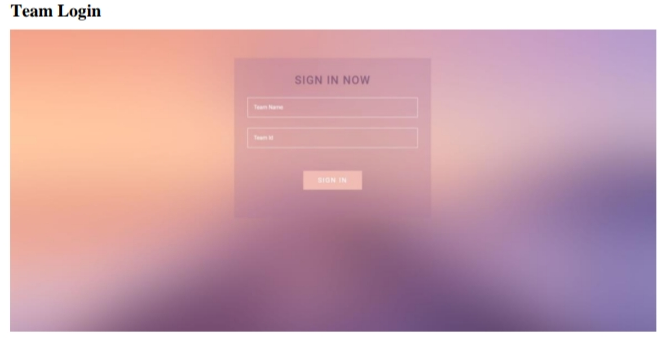 Team Login
SIGN IN NOW
Team Name
Team Id
SIGN IN